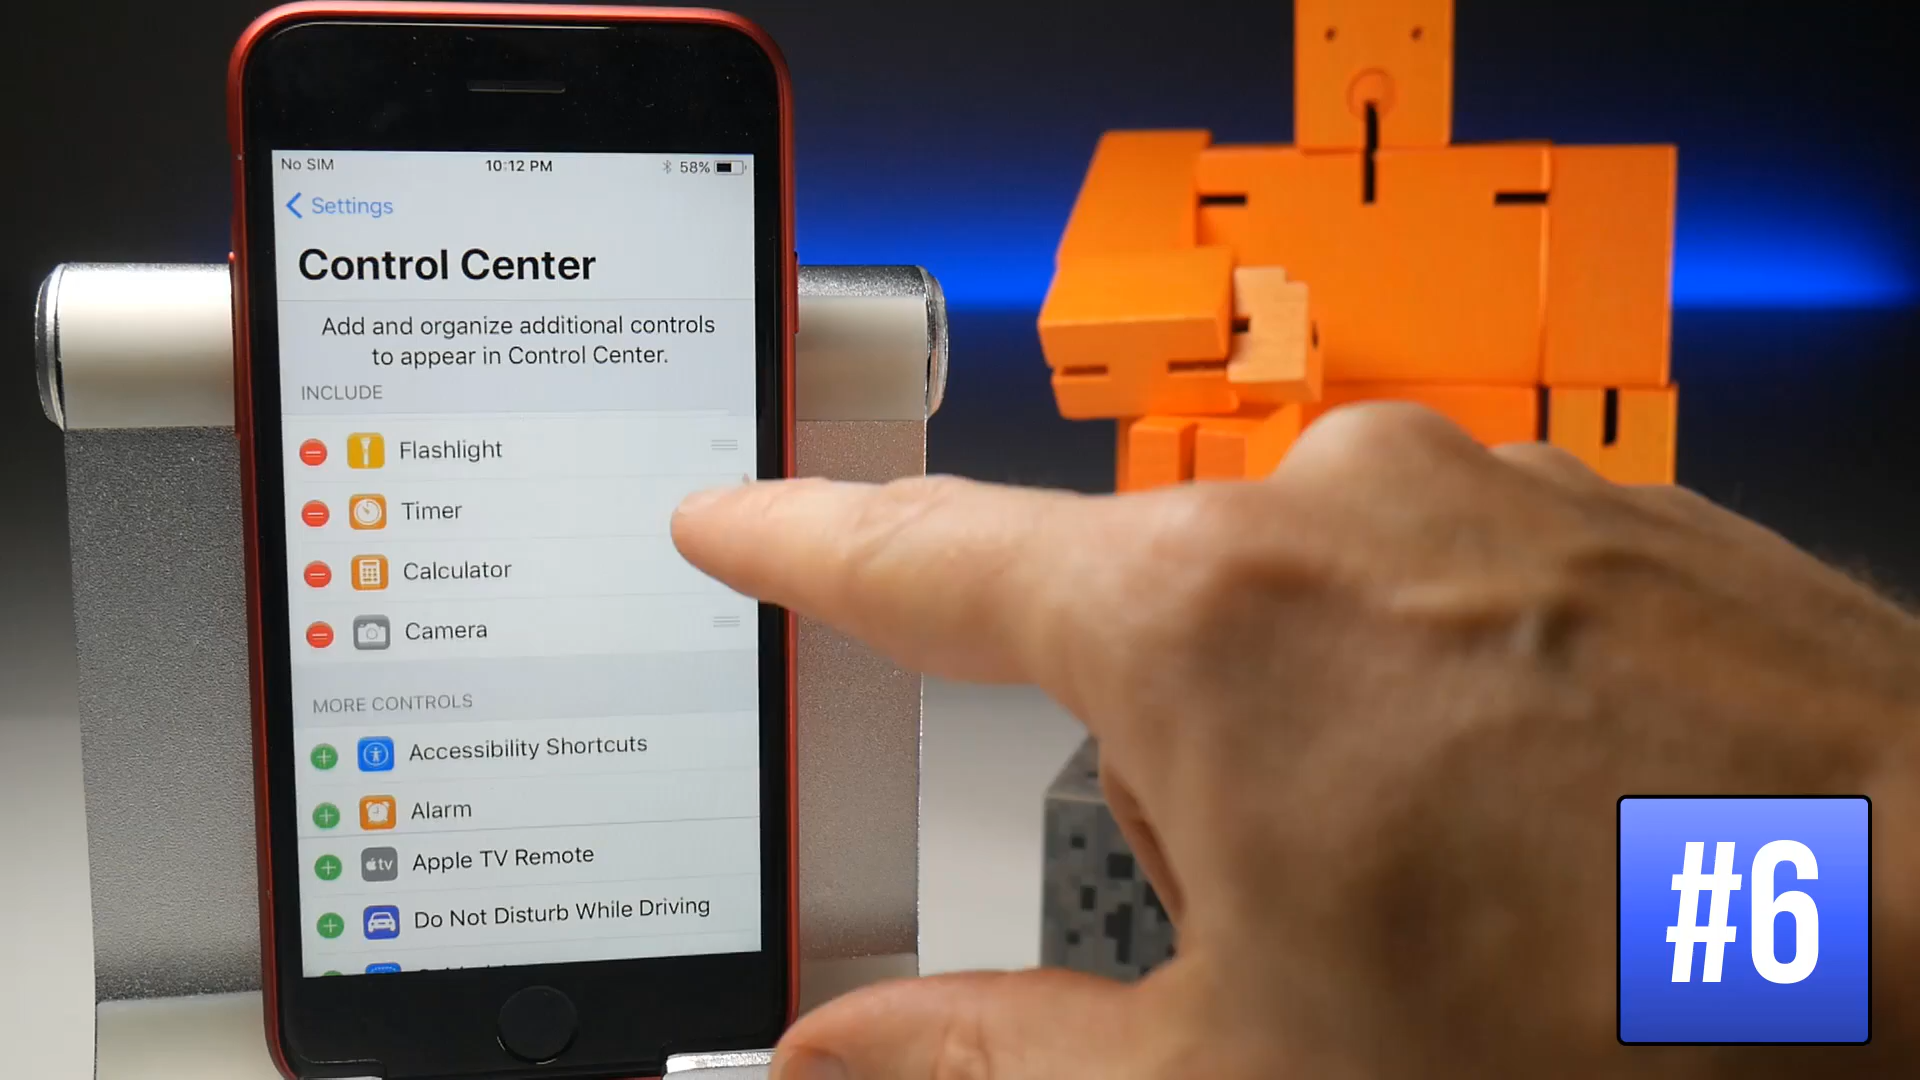 No SIM 10:12 PM 58%
Settings
Control Center
Add and organize additional controls
to appear in Control Center.
INCLUDE
Flashlight
Timer
Calculator
Camera
MORE CONTROLS
Accessibility Shortcuts
Alarm
tv Apple TV Remote
Do Not Disturb While Driving
#6